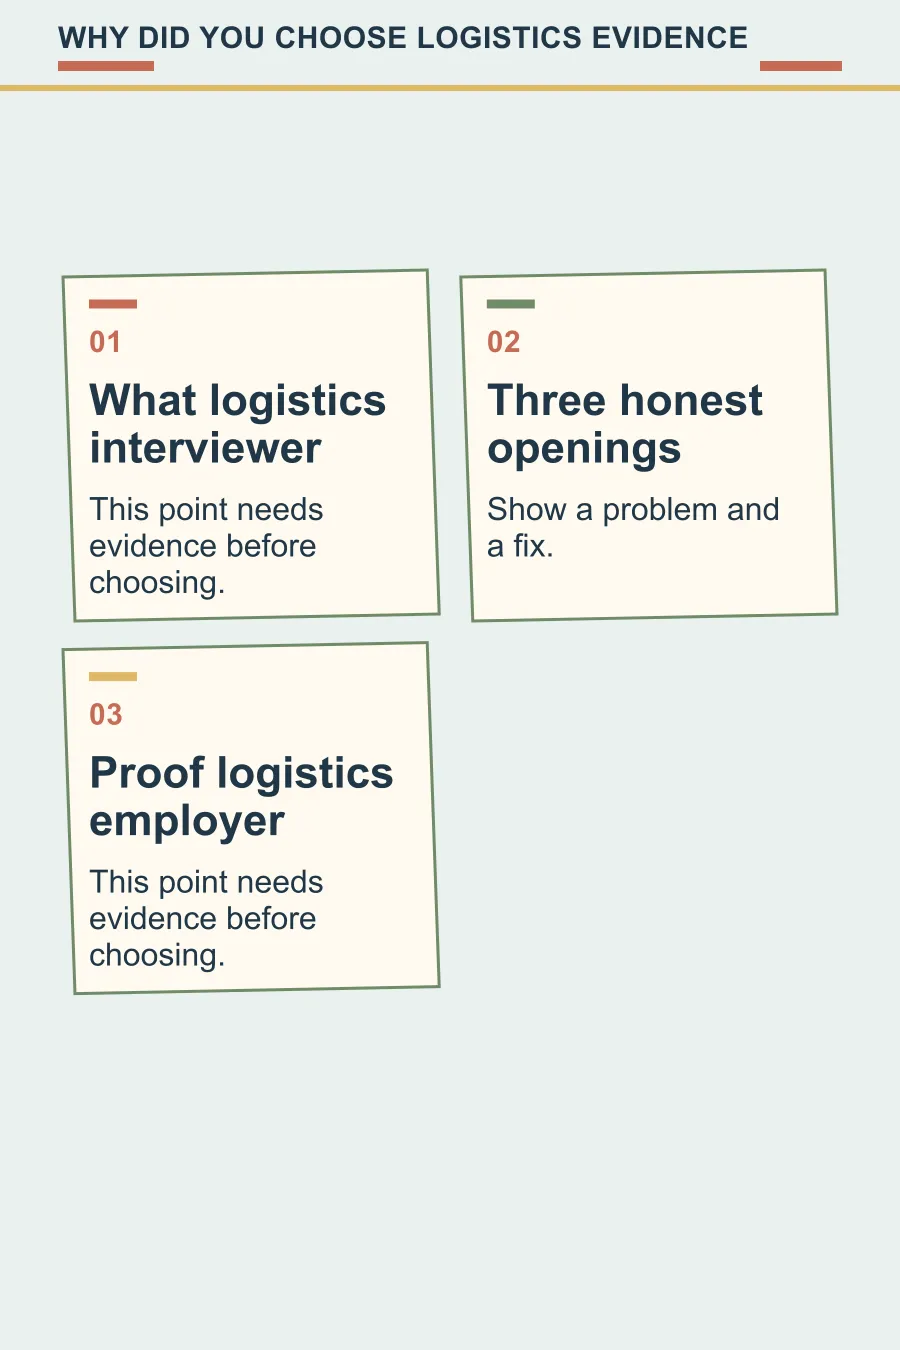 WHY DID YOU CHOOSE LOGISTICS EVIDENCE
01
What logistics
interviewer
This point needs
evidence before
choosing.
02
Three honest
openings
Show a problem and
a fix.
03
Proof logistics
employer
This point needs
evidence before
choosing.